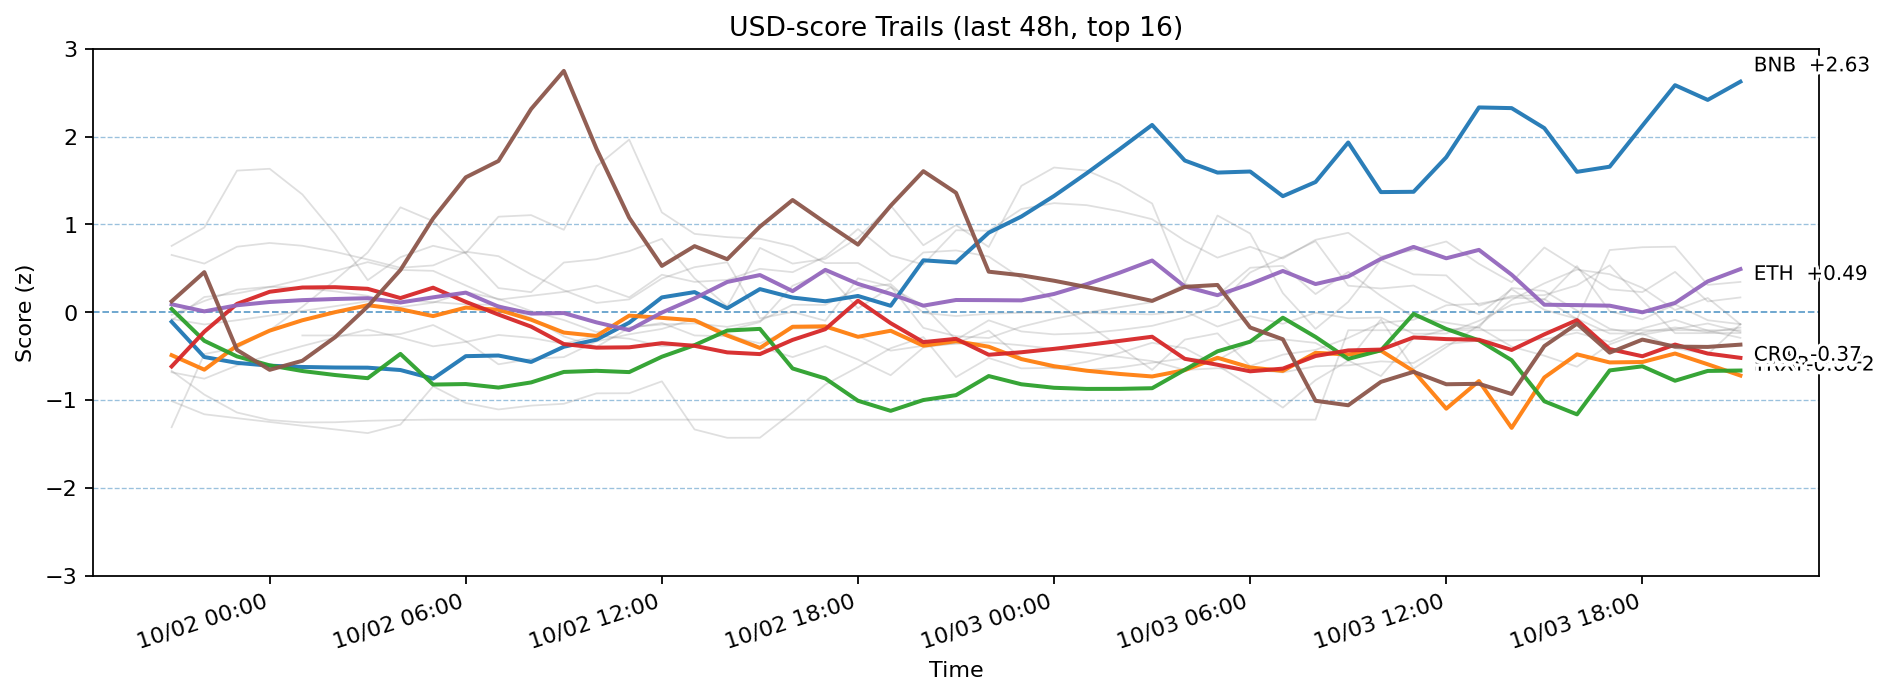 USD-score Trails (last 48h, top 16)
Score (z)
3
2
1
0
−1
−2
−3
BNB +2.63
ETH +0.49
CRO -0.37
10/02 00:00
10/02 06:00
10/02 12:00
10/02 18:00
10/03 00:00
10/03 06:00
10/03 12:00
10/03 18:00
Time